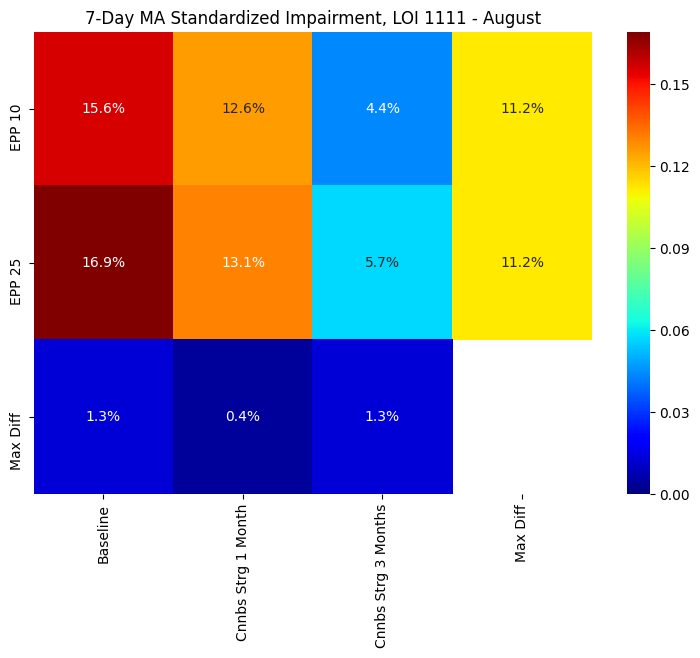 7-Day MA Standardized Impairment, LOI 1111 - August
EPP 10
15.6%
12.6%
4.4%
11.2%
EPP 25
16.9%
13.1%
5.7%
11.2%
Max Diff
1.3%
0.4%
1.3%
Baseline
Cnnbs Strg 1 Month
Cnnbs Strg 3 Months
Max Diff
0.15
0.12
0.09
0.06
0.03
0.00